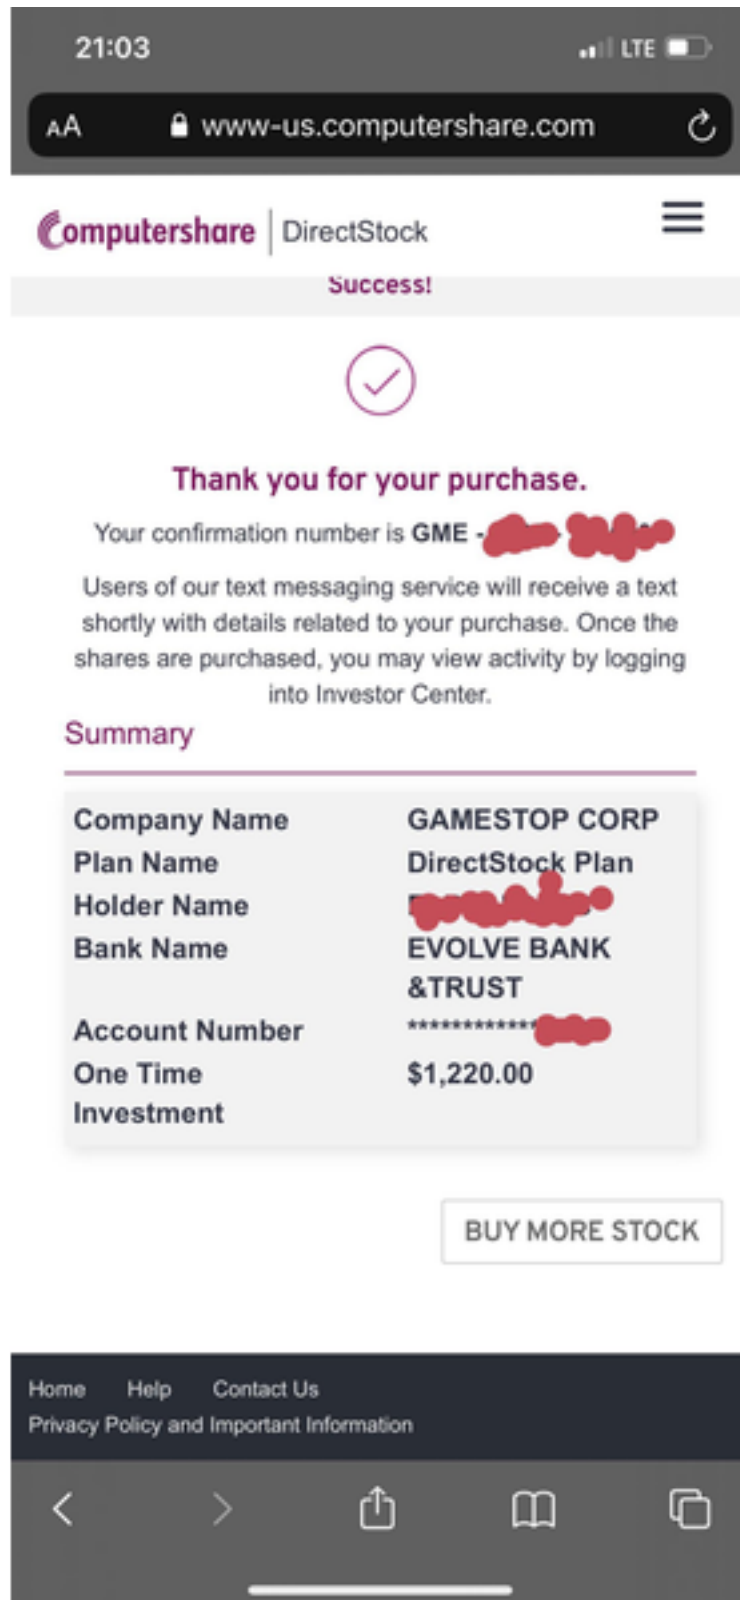 21:03 LTE
AA www-us.computershare.com
Computershare DirectStock
Success!
Thank you for your purchase.
Your confirmation number is GME -
Users of our text messaging service will receive a text
shortly with details related to your purchase. Once the
shares are purchased, you may view activity by logging
into Investor Center.
Summary
Company Name GAMESTOP CORP
Plan Name DirectStock Plan
Holder Name
Bank Name EVOLVE BANK
&TRUST
Account Number ************
One Time $1,220.00
Investment
BUY MORE STOCK
Home Help Contact Us
Privacy Policy and Important Information